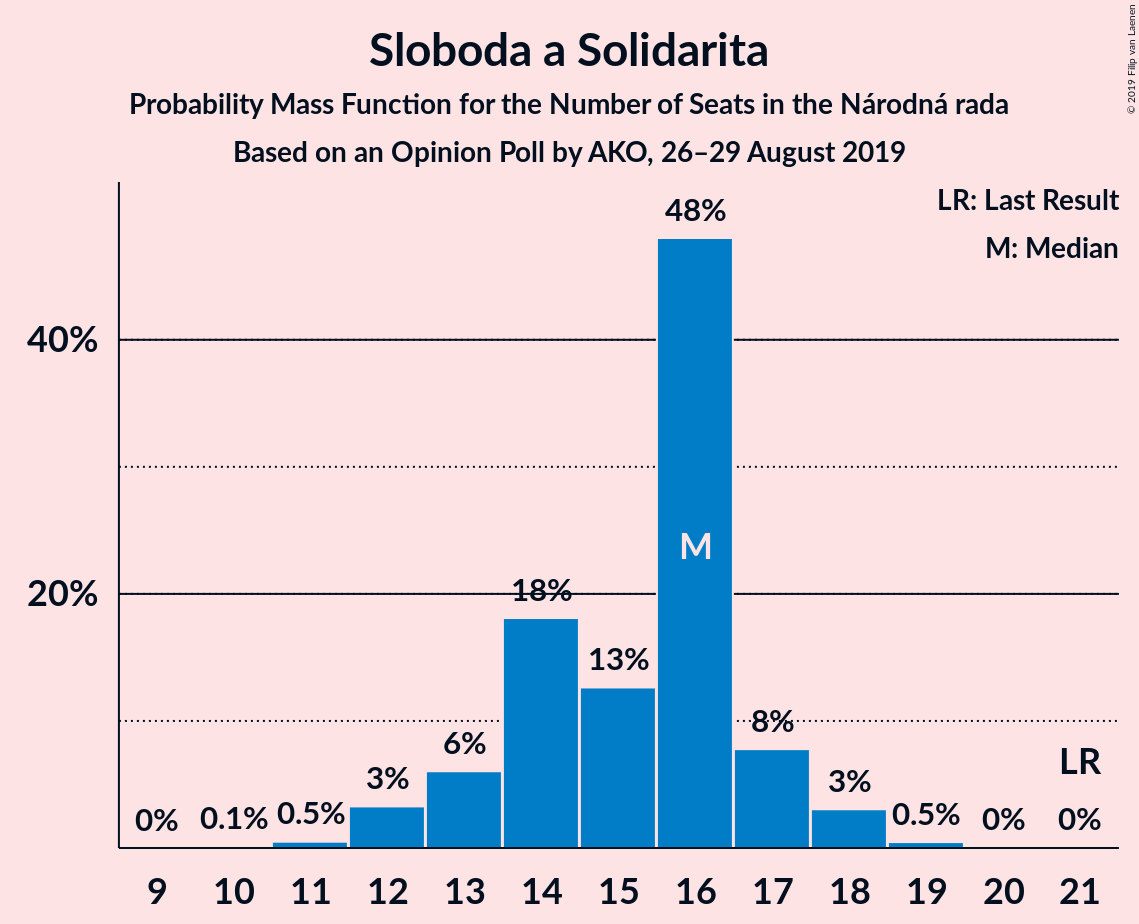 Sloboda a Solidarita
Probability Mass Function for the Number of Seats in the Národná rada
Based on an Opinion Poll by AKO, 26–29 August 2019
© 2019 Filip van Laenen
LR: Last Result
M: Median
40%
20%
0%
0.1%
0.5%
3%
6%
18%
13%
48%
M
8%
3%
0.5%
0%
LR
0%
9 10 11 12 13 14 15 16 17 18 19 20 21